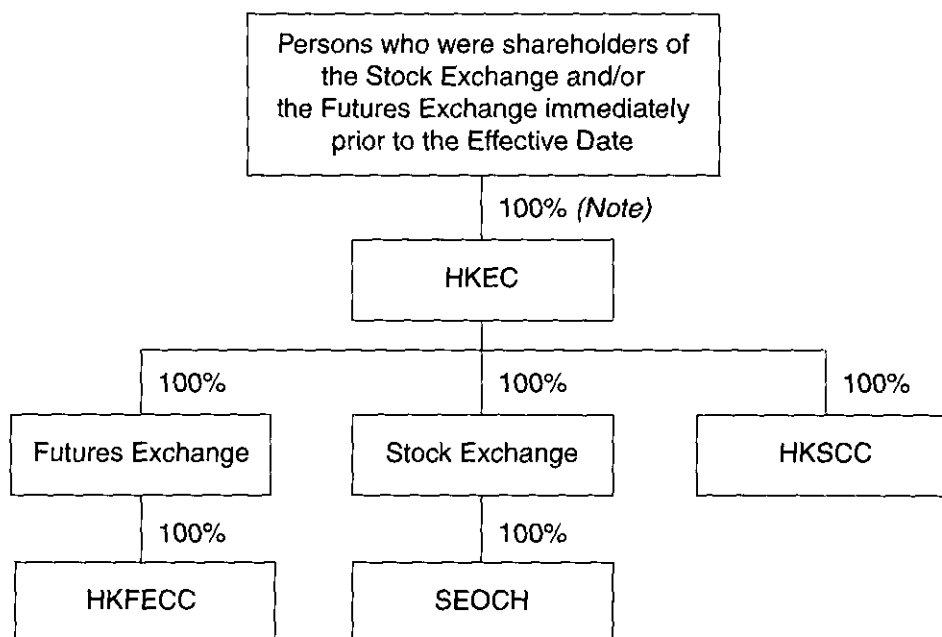 Persons who were shareholders of
the Stock Exchange and/or
the Futures Exchange immediately
prior to the Effective Date
100% (Note)
HKEC
100%
100%
100%
Futures Exchange
Stock Exchange
HKSCC
100%
100%
HKFECC
SEOCH